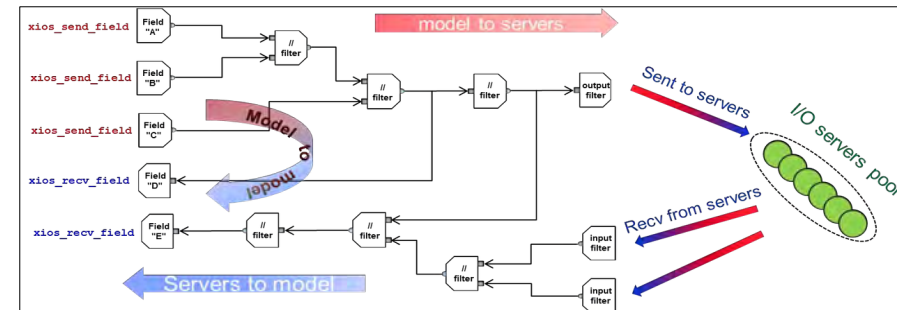 model to servers
xios_send_field
Field
"A"
//
filter
xios_send_field
Field
"B"
//
filter
//
filter
output
filter
Sent to servers
I/O servers pool
xios_send_field
Field
"C"
Model to model
xios_recv_field
Field
"D"
xios_recv_field
Field
"E"
//
filter
//
filter
input
filter
Recv from servers
//
filter
input
filter
Servers to model